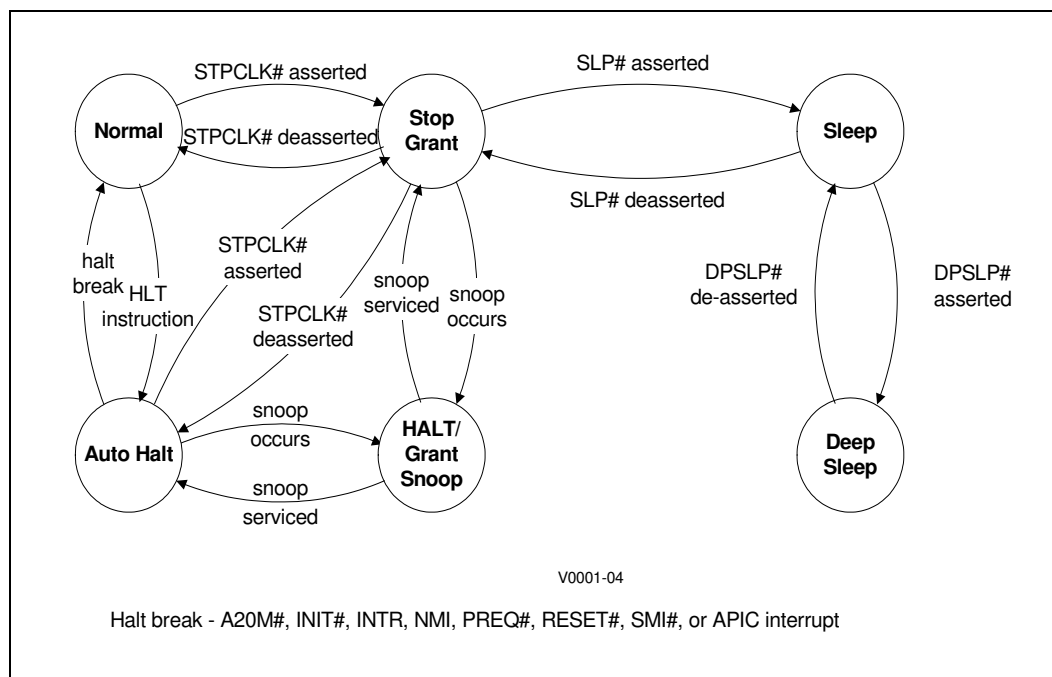 STPCLK# asserted
SLP# asserted
Normal
Stop
Grant
Sleep
STPCLK# deasserted
SLP# deasserted
halt
break
HLT
instruction
STPCLK#
asserted
STPCLK#
deasserted
snoop
serviced
snoop
occurs
DPSLP#
de-asserted
DPSLP#
asserted
Auto Halt
snoop
occurs
snoop
serviced
HALT/
Grant
Snoop
Deep
Sleep
V0001-04
Halt break - A20M#, INIT#, INTR, NMI, PREQ#, RESET#, SMI#, or APIC interrupt